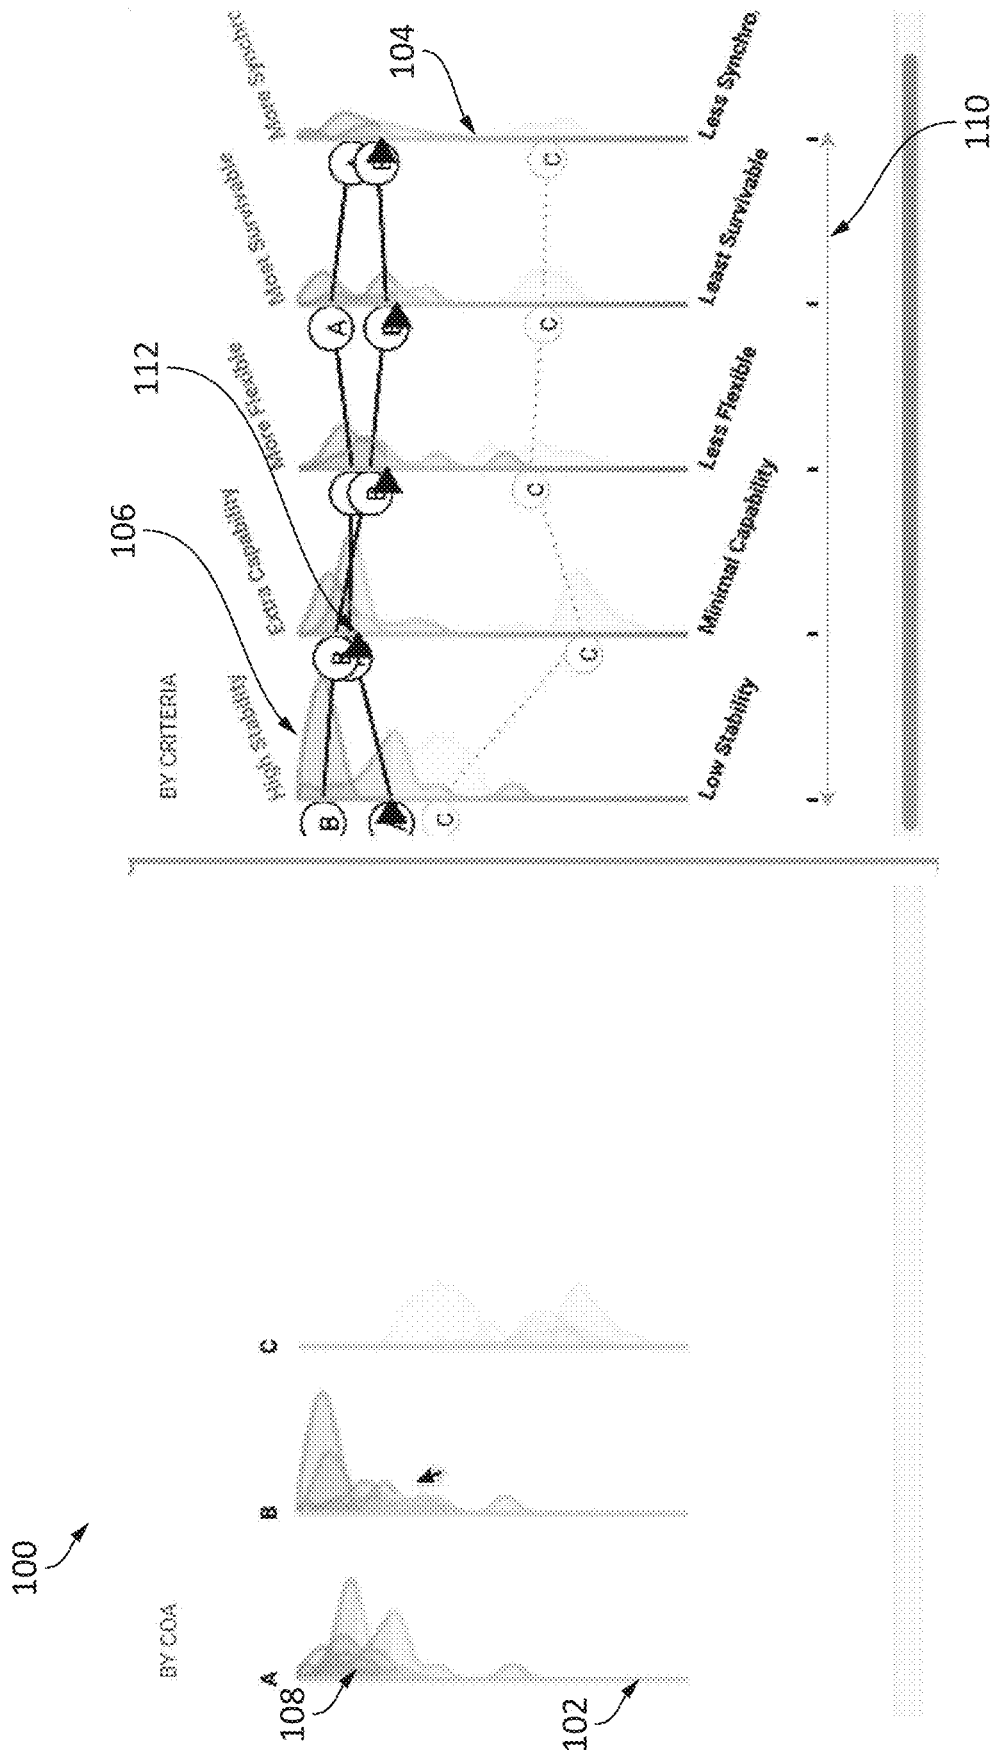 100
BY COA
A
B
C
108
102
BY CRITERIA
106
112
104
High Stability
Extra Capability
More Flexible
Most Survivable
More Synchro
B
A
C
B
C
B
C
A
B
C
C
Low Stability
Minimal Capability
Less Flexible
Least Survivable
Less Synchro,
110